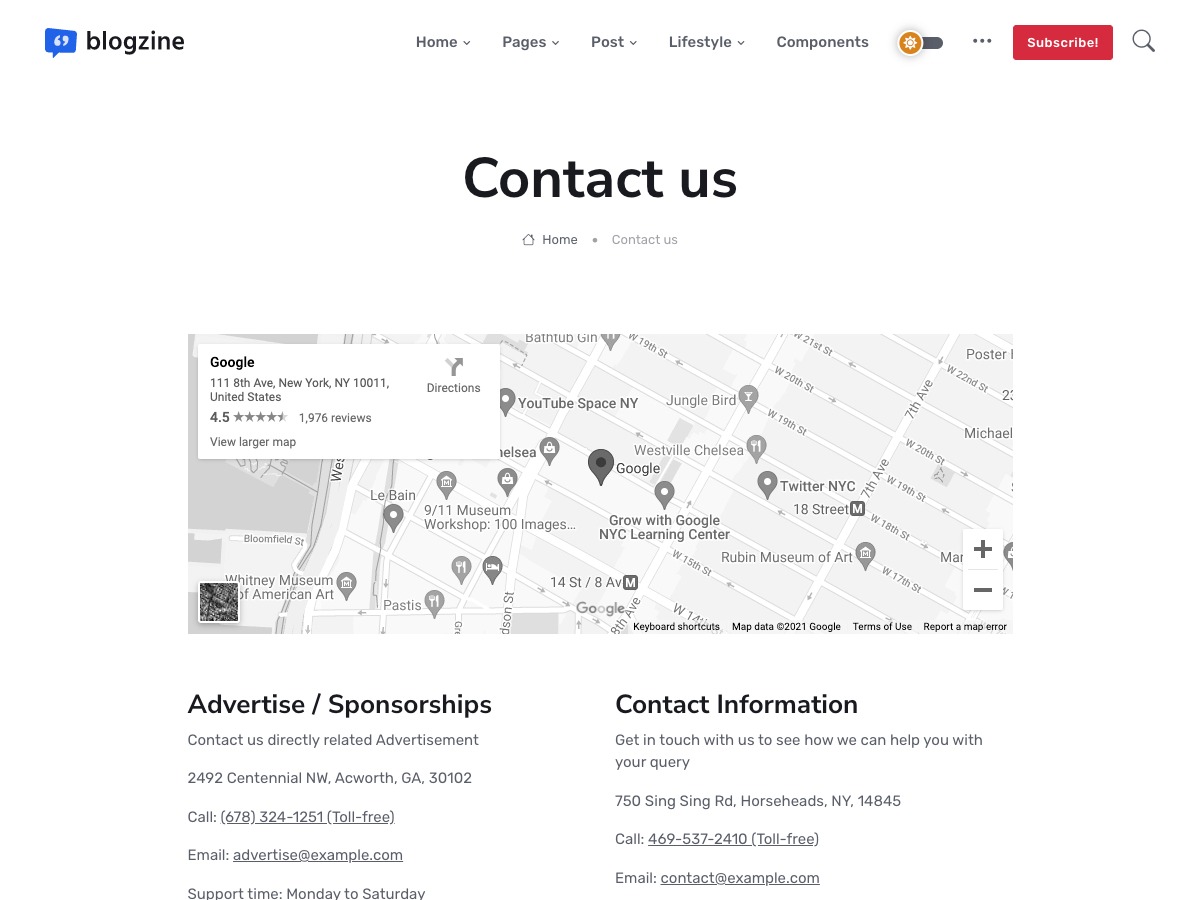 blogzine
Home
Pages
Post
Lifestyle
Components
Subscribe!
Contact us
Home
Contact us
Google
111 8th Ave, New York, NY 10011,
United States
4.5
1,976 reviews
View larger map
Directions
Bathtub Gin
W 19th St
W 21st St
Poster
W 22nd St
W 20th St
7th Ave
YouTube Space NY
Jungle Bird
W 19th St
Michael
W 20th St
helsea
Westville Chelsea
Google
7th Ave
Le Bain
Twitter NYC
W 19th St
9/11 Museum
Workshop: 100 Images...
18 Street
M
Grow with Google
NYC Learning Center
W 18th St
Bloomfield St
W 15th St
Rubin Museum of Art
Mar
W 17th St
Whitney Museum
of American Art
14 St / 8 Av
M
Pastis
dson St
Google
8th Ave
W 14th
Keyboard shortcuts
Map data ©2021 Google
Terms of Use
Report a map error
Advertise / Sponsorships
Contact us directly related Advertisement
2492 Centennial NW, Acworth, GA, 30102
Call: (678) 324-1251 (Toll-free)
Email: advertise@example.com
Support time: Monday to Saturday
Contact Information
Get in touch with us to see how we can help you with
your query
750 Sing Sing Rd, Horseheads, NY, 14845
Call: 469-537-2410 (Toll-free)
Email: contact@example.com